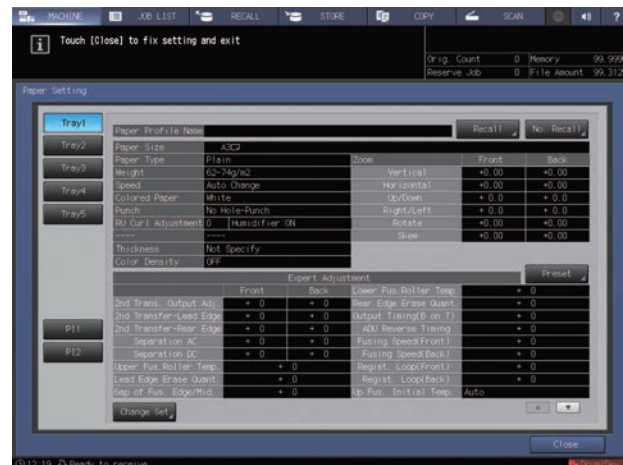 MACHINE JOB LIST RECALL STORE COPY SCAN ?
Touch [Close] to fix setting and exit
Orig. Count 0 Memory 99.999
Reserve Job 0 File Amount 99.312
Paper Setting
Tray1
Tray2
Tray3
Tray4
Tray5
PI1
PI2
Paper Profile Name Recall No. Recall
Paper Size A3
Paper Type Plain Zoom Front Back
Weight 62-74g/m2 Vertical +0.00 +0.00
Speed Auto Change Horizontal +0.00 +0.00
Colored Paper White Up/Down + 0.0 + 0.0
Punch No Hole-Punch Right/Left + 0.0 + 0.0
RU Curl Adjustment 0 Humidifier:ON Rotate +0.00 +0.00
---- ---- Skew +0.00 +0.00
Thickness Not Specify
Color Density OFF
Expert Adjustment Preset
Front Back Lower Fus.Roller Temp. + 0
2nd Trans. Output Adj. + 0 + 0 Rear Edge Erase Quant. + 0
2nd Transfer-Lead Edge + 0 + 0 Output Timing(B on T) + 0
2nd Transfer-Rear Edge + 0 + 0 ADU Reverse Timing + 0
Separation AC + 0 + 0 Fusing Speed(Front) + 0
Separation DC + 0 + 0 Fusing Speed(Back) + 0
Upper Fus.Roller Temp. + 0 Regist. Loop(Front) + 0
Lead Edge Erase Quant. + 0 Regist. Loop(Back) + 0
Gap of Fus. Edge/Mid. + 0 Up Fus. Initial Temp. Auto
Change Set
Close
12:19 Ready to receive